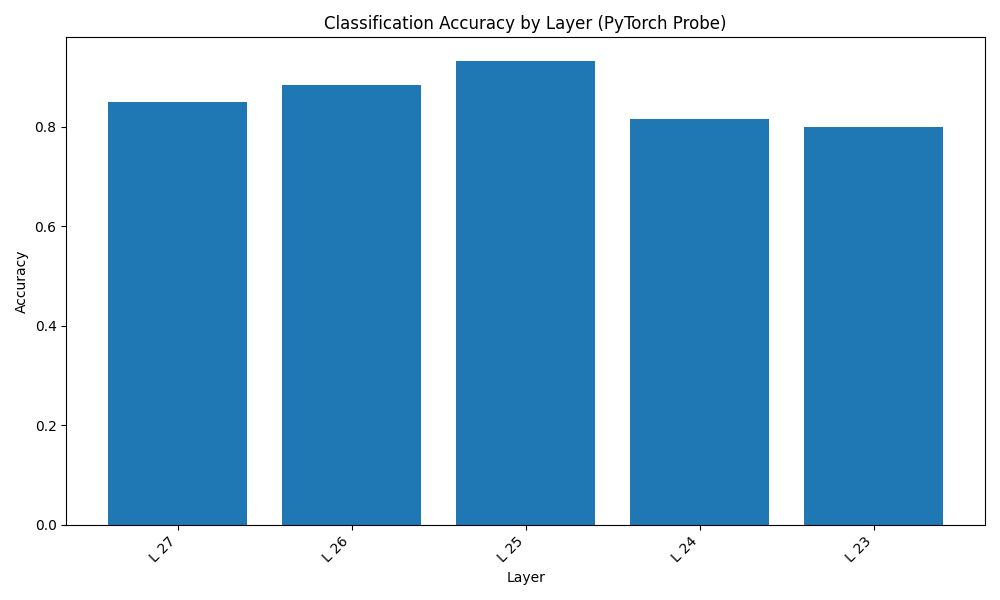 Classification Accuracy by Layer (PyTorch Probe)
Accuracy
0.8
0.6
0.4
0.2
0.0
L 27
L 26
L 25
L 24
L 23
Layer